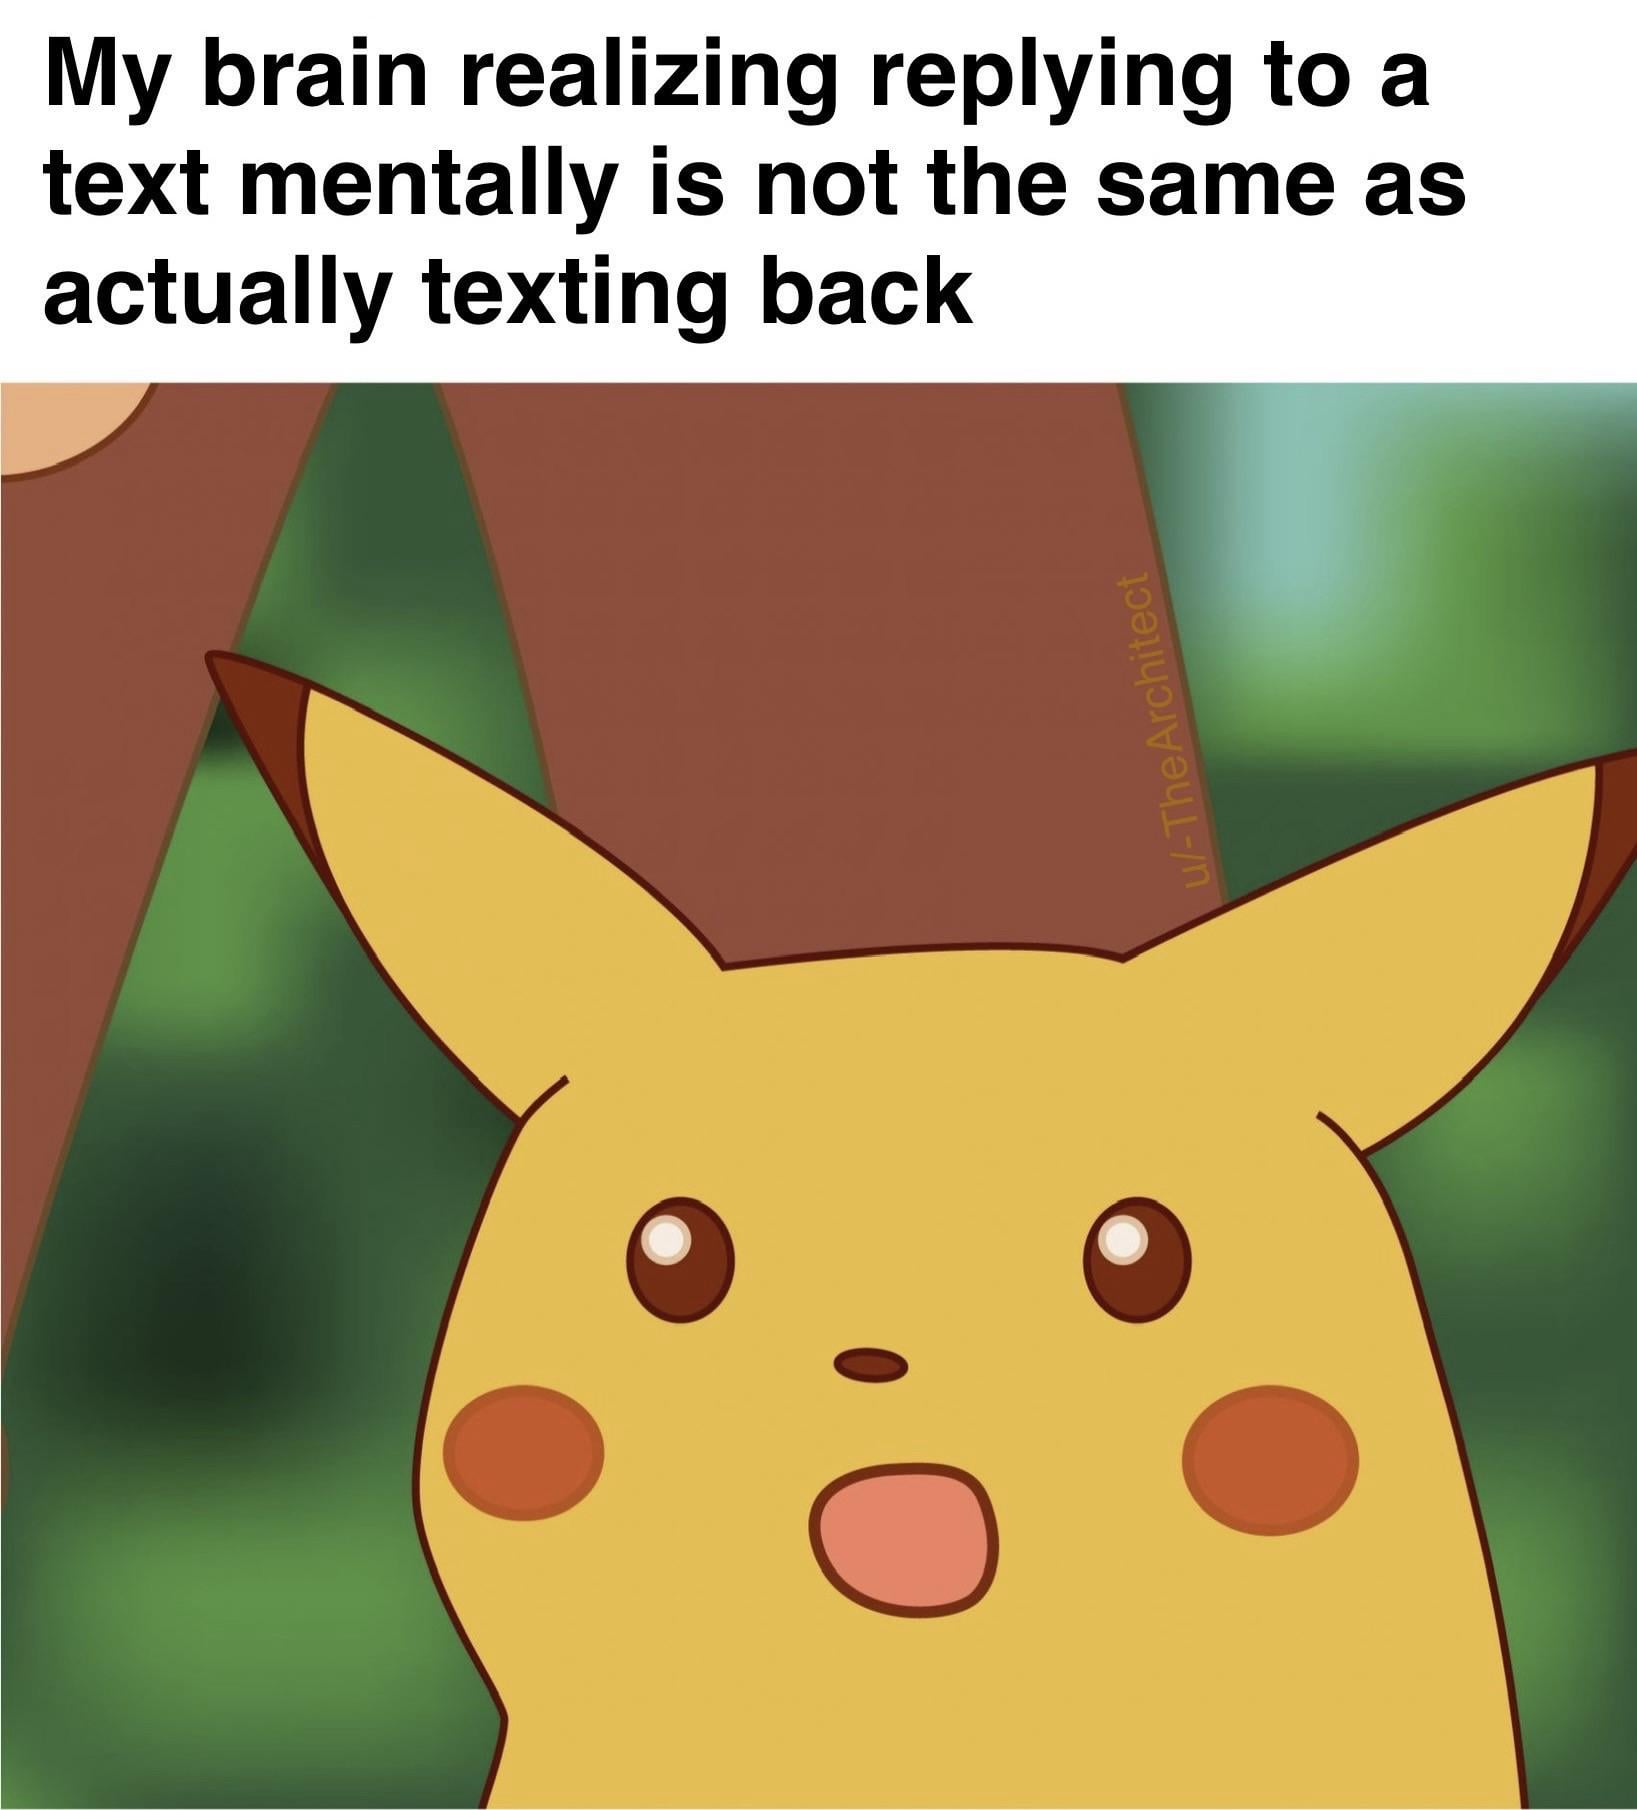 My brain realizing replying to a
text mentally is not the same as
actually texting back
u/-TheArchitect